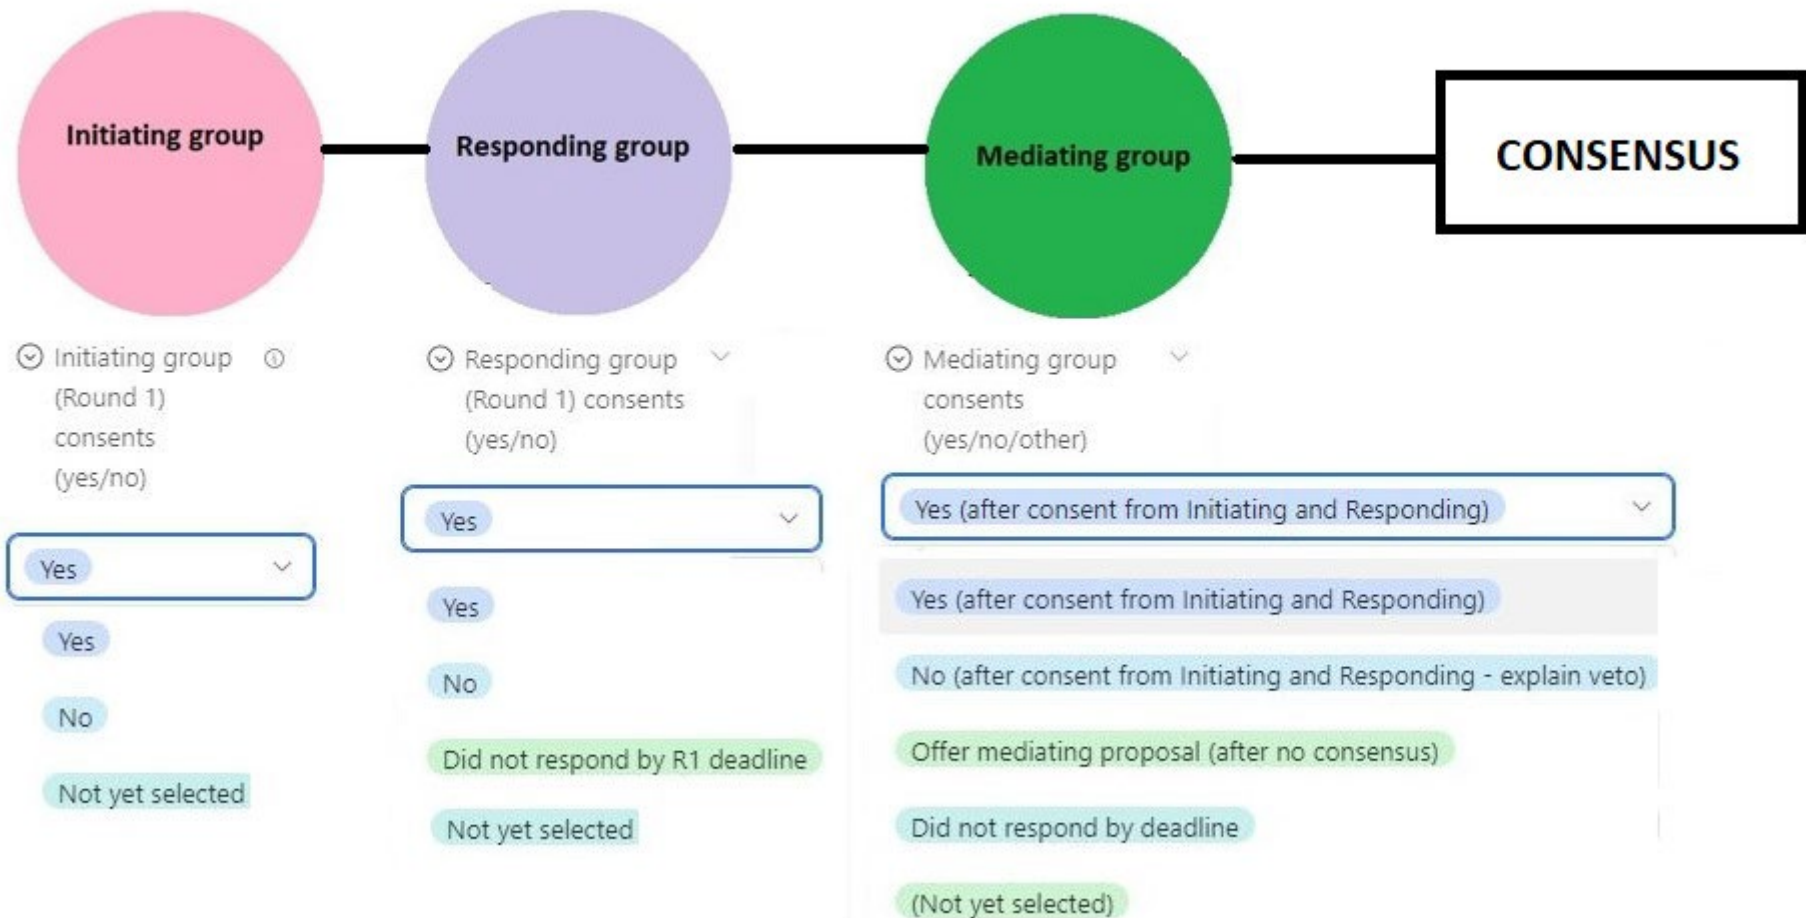 Initiating group
Responding group
Mediating group
CONSENSUS
Initiating group
(Round 1)
consents
(yes/no)
Yes
Yes
No
Not yet selected
Responding group
(Round 1) consents
(yes/no)
Yes
Yes
No
Did not respond by R1 deadline
Not yet selected
Mediating group
consents
(yes/no/other)
Yes (after consent from Initiating and Responding)
Yes (after consent from Initiating and Responding)
No (after consent from Initiating and Responding - explain veto)
Offer mediating proposal (after no consensus)
Did not respond by deadline
(Not yet selected)